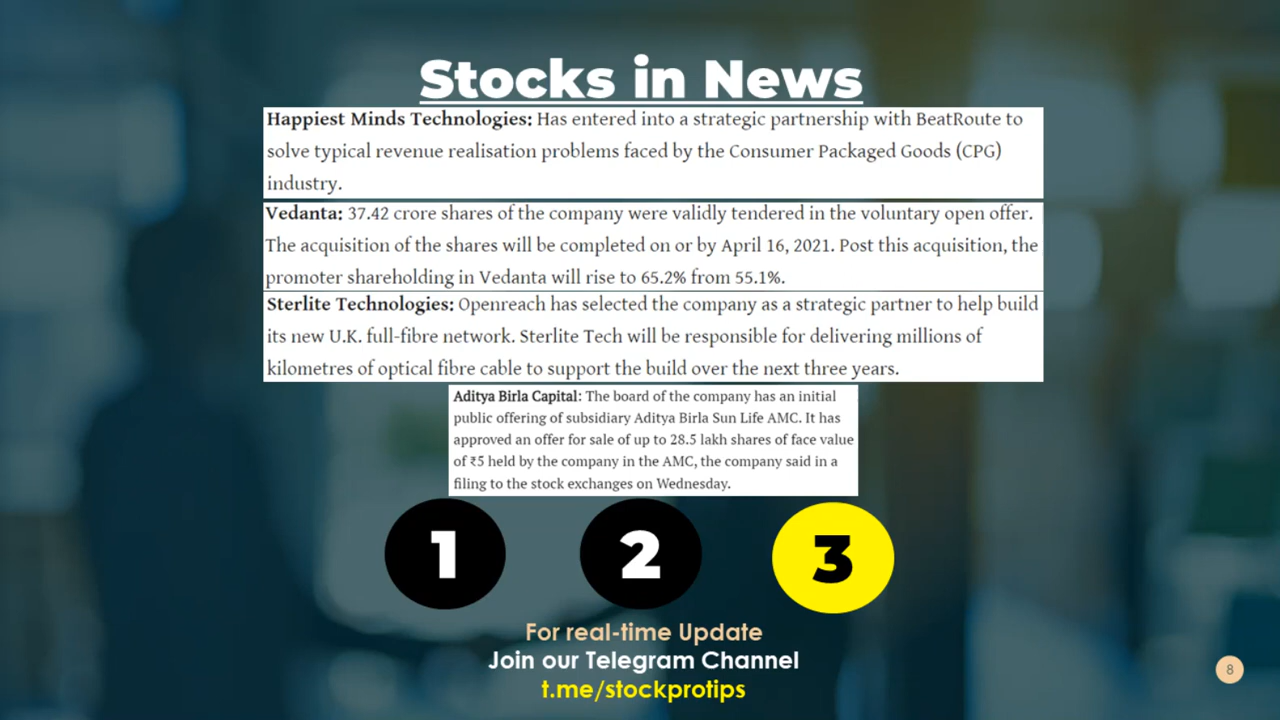 Stocks in News
Happiest Minds Technologies: Has entered into a strategic partnership with BeatRoute to
solve typical revenue realisation problems faced by the Consumer Packaged Goods (CPG)
industry.
Vedanta: 37.42 crore shares of the company were validly tendered in the voluntary open offer.
The acquisition of the shares will be completed on or by April 16, 2021. Post this acquisition, the
promoter shareholding in Vedanta will rise to 65.2% from 55.1%.
Sterlite Technologies: Openreach has selected the company as a strategic partner to help build
its new U.K. full-fibre network. Sterlite Tech will be responsible for delivering millions of
kilometres of optical fibre cable to support the build over the next three years.
Aditya Birla Capital: The board of the company has an initial
public offering of subsidiary Aditya Birla Sun Life AMC. It has
approved an offer for sale of up to 28.5 lakh shares of face value
of ₹5 held by the company in the AMC, the company said in a
filing to the stock exchanges on Wednesday.
1 2 3
For real-time Update
Join our Telegram Channel
t.me/stockprotips
8